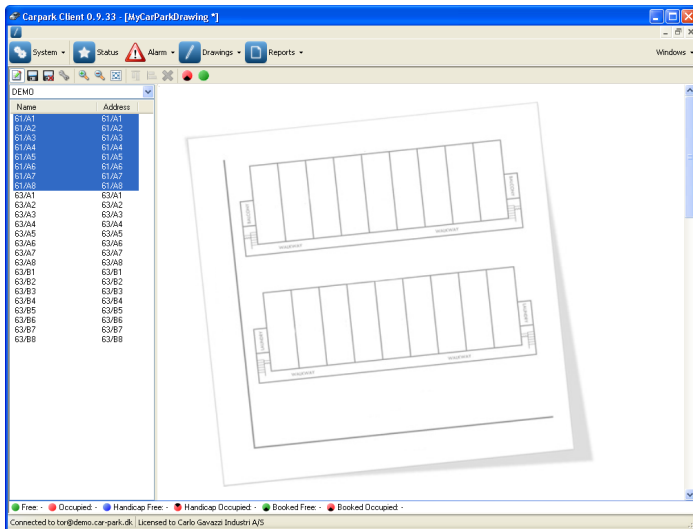 Carpark Client 0.9.33 - [MyCarParkDrawing *]
System Status Alarm Drawings Reports Windows
DEMO
Name Address
61/A1 61/A1
61/A2 61/A2
61/A3 61/A3
61/A4 61/A4
61/A5 61/A5
61/A6 61/A6
61/A7 61/A7
61/A8 61/A8
63/A1 63/A1
63/A2 63/A2
63/A3 63/A3
63/A4 63/A4
63/A5 63/A5
63/A6 63/A6
63/A7 63/A7
63/A8 63/A8
63/B1 63/B1
63/B2 63/B2
63/B3 63/B3
63/B4 63/B4
63/B5 63/B5
63/B6 63/B6
63/B7 63/B7
63/B8 63/B8
WALKWAY WALKWAY
WALKWAY WALKWAY
Free: - Occupied: - Handicap Free: - Handicap Occupied: - Booked Free: - Booked Occupied: -
Connected to tor@demo.car-park.dk Licensed to Carlo Gavazzi Industri A/S